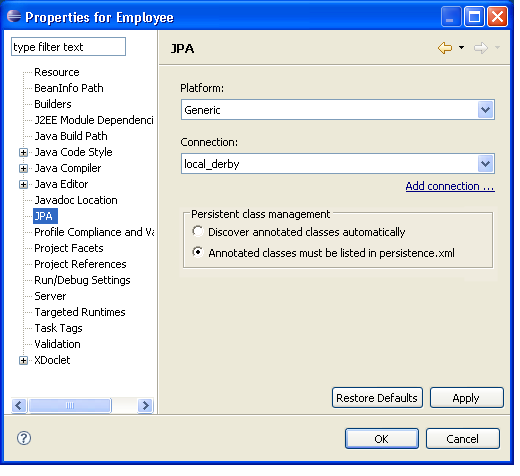 Properties for Employee
type filter text
Resource
BeanInfo Path
Builders
J2EE Module Dependenci
Java Build Path
Java Code Style
Java Compiler
Java Editor
Javadoc Location
JPA
Profile Compliance and Va
Project Facets
Project References
Run/Debug Settings
Server
Targeted Runtimes
Task Tags
Validation
XDoclet
JPA
Platform:
Generic
Connection:
local_derby
Add connection ...
Persistent class management
Discover annotated classes automatically
Annotated classes must be listed in persistence.xml
Restore Defaults
Apply
?
OK
Cancel